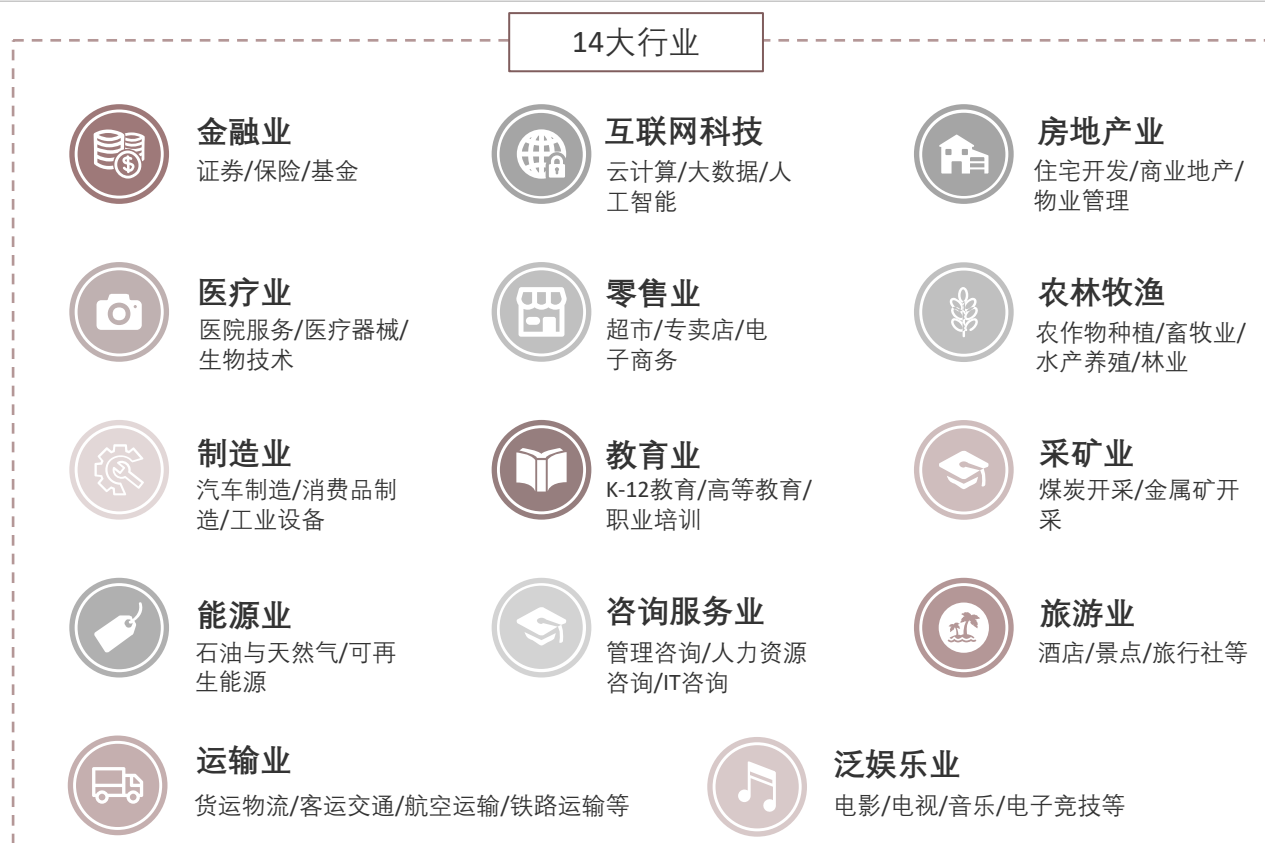 14大行业
金融业
证券/保险/基金
互联网科技
云计算/大数据/人
工智能
房地产业
住宅开发/商业地产/
物业管理
医疗业
医院服务/医疗器械/
生物技术
零售业
超市/专卖店/电
子商务
农林牧渔
农作物种植/畜牧业/
水产养殖/林业
制造业
汽车制造/消费品制
造/工业设备
教育业
K-12教育/高等教育/
职业培训
采矿业
煤炭开采/金属矿开
采
能源业
石油与天然气/可再
生能源
咨询服务业
管理咨询/人力资源
咨询/IT咨询
旅游业
酒店/景点/旅行社等
运输业
货运物流/客运交通/航空运输/铁路运输等
泛娱乐业
电影/电视/音乐/电子竞技等